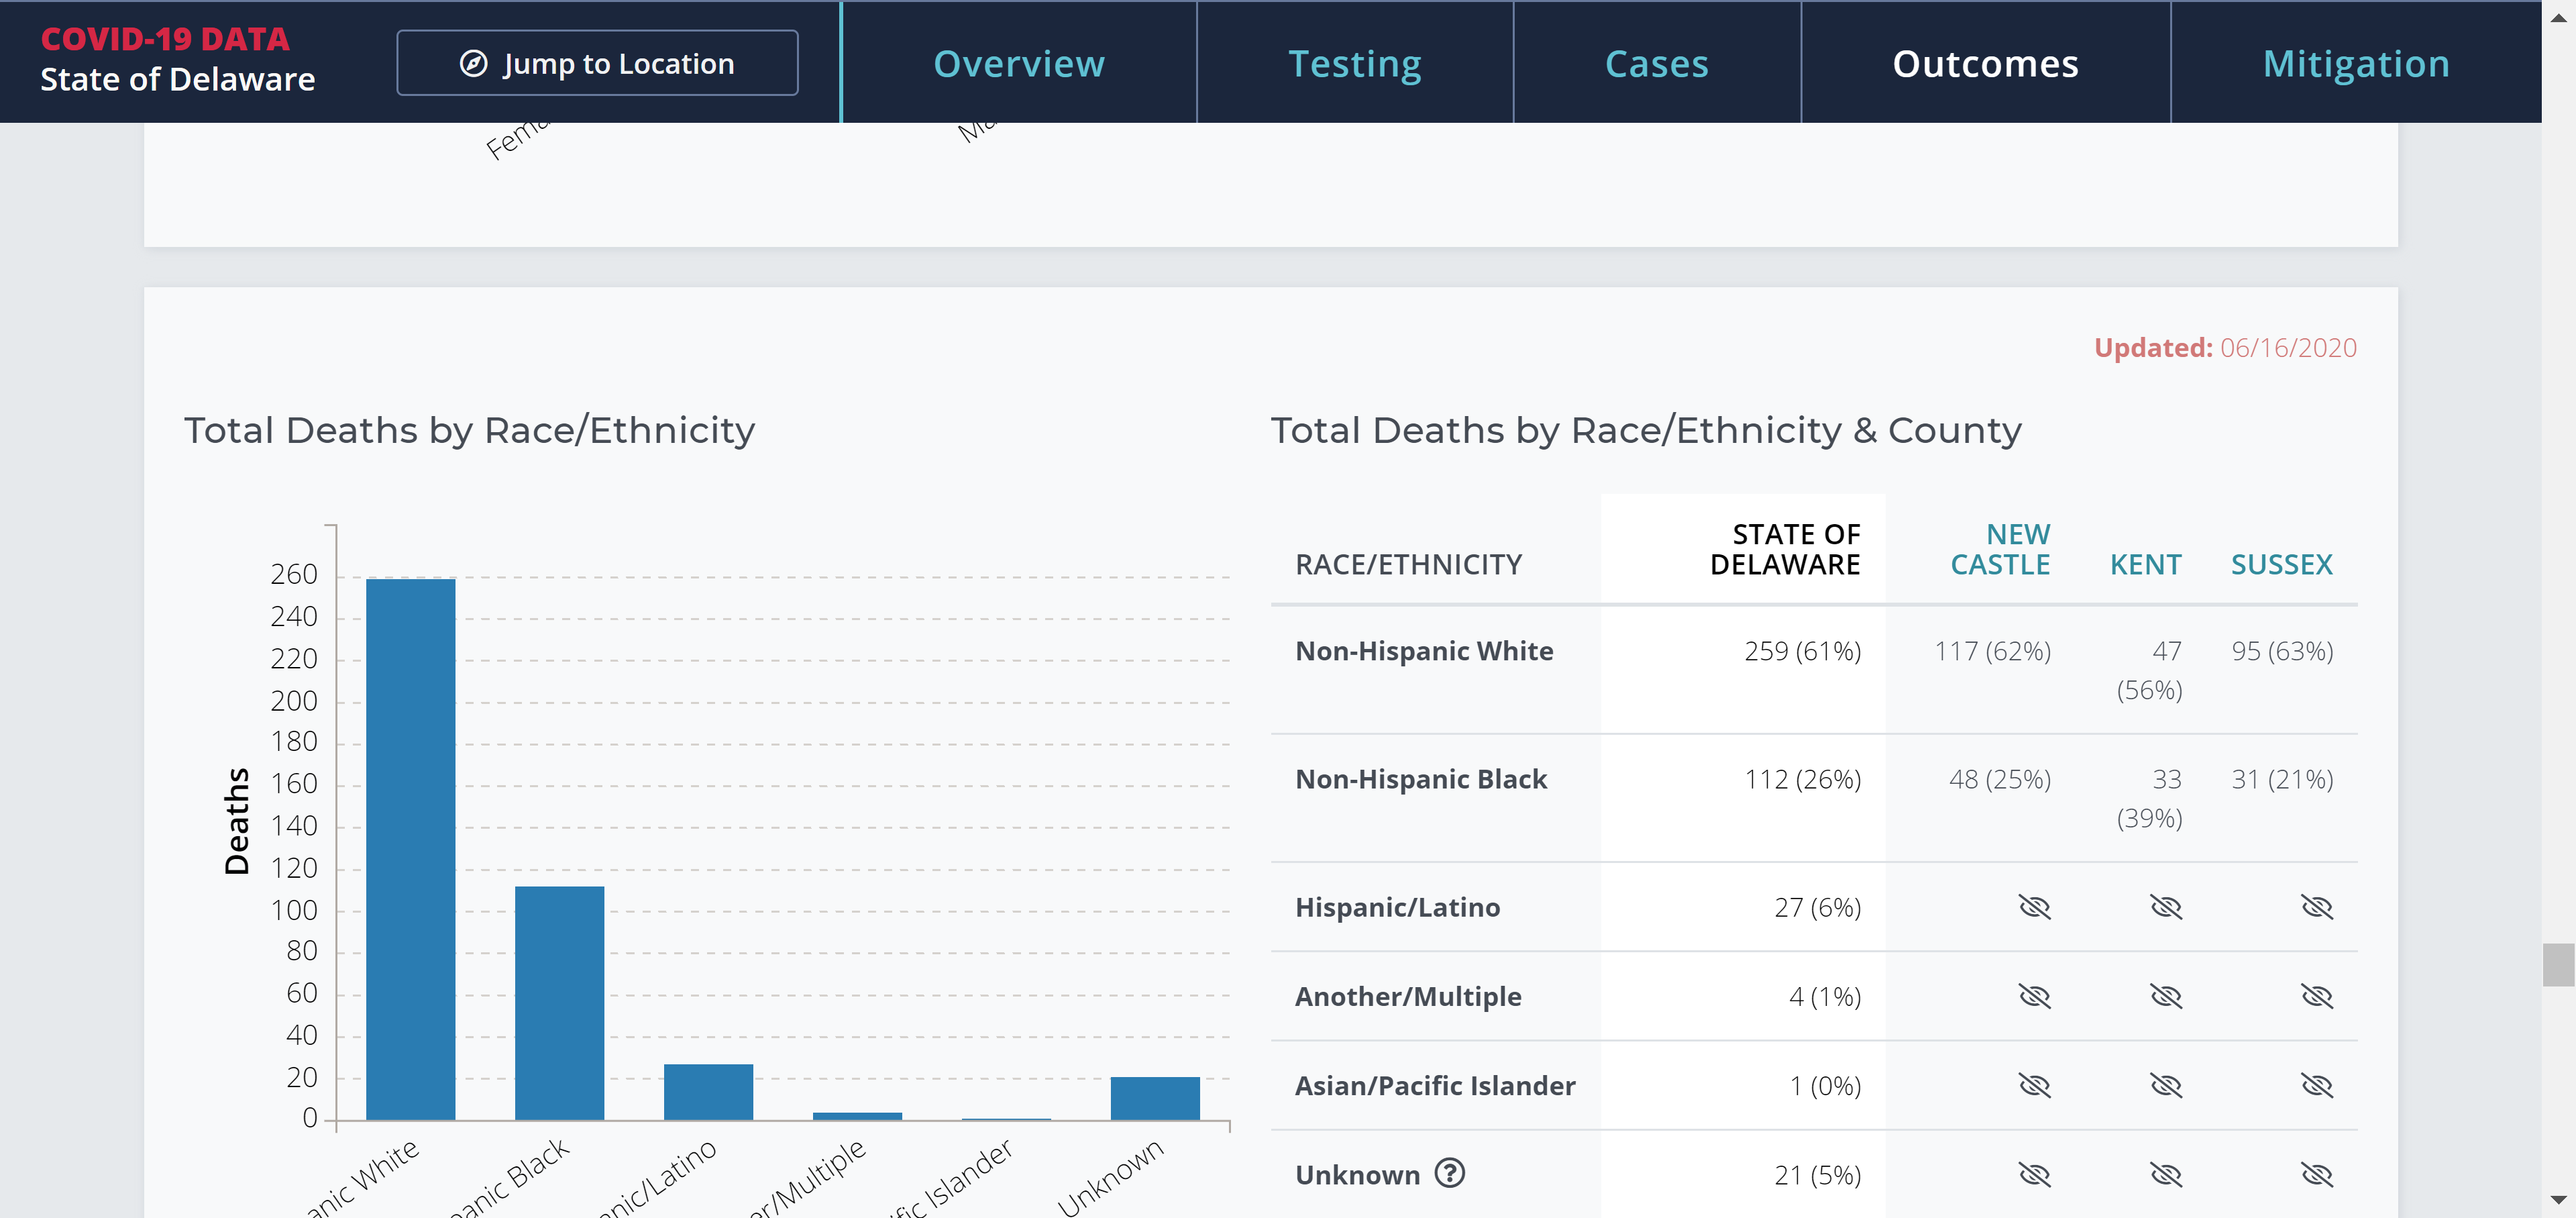 COVID-19 DATA
State of Delaware
Jump to Location
Overview
Testing
Cases
Outcomes
Mitigation
Updated: 06/16/2020
Total Deaths by Race/Ethnicity
Deaths
260
240
220
200
180
160
140
120
100
80
60
40
20
0
anic White
panic Black
nic/Latino
er/Multiple
ific Islander
Unknown
Total Deaths by Race/Ethnicity & County
RACE/ETHNICITY
STATE OF
DELAWARE
NEW
CASTLE
KENT
SUSSEX
Non-Hispanic White 259 (61%) 117 (62%) 47 95 (63%)
(56%)
Non-Hispanic Black 112 (26%) 48 (25%) 33 31 (21%)
(39%)
Hispanic/Latino 27 (6%)
Another/Multiple 4 (1%)
Asian/Pacific Islander 1 (0%)
Unknown ? 21 (5%)